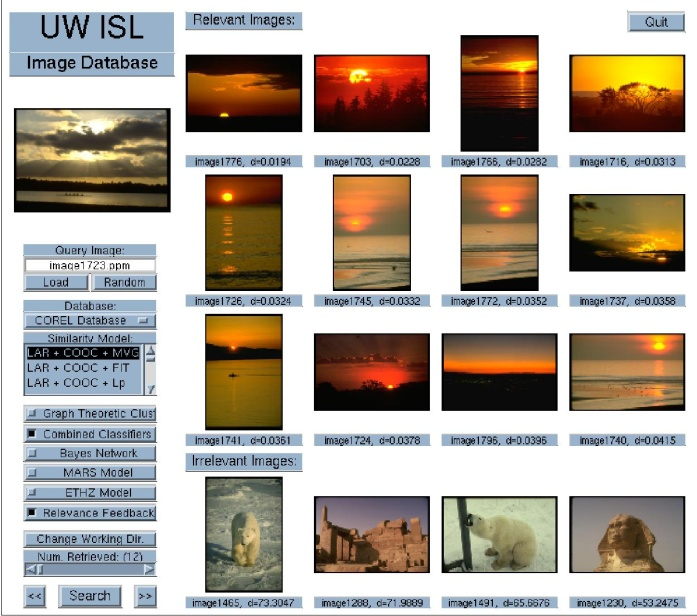 UW ISL
Image Database
Relevant Images:
Quit
image1776, d=0.0194
image1703, d=0.0228
image1766, d=0.0282
image1716, d=0.0313
image1726, d=0.0324
image1745, d=0.0332
image1772, d=0.0352
image1737, d=0.0358
image1741, d=0.0361
image1724, d=0.0378
image1796, d=0.0396
image1740, d=0.0415
Query Image:
image1723.ppm
Load
Random
Database:
COREL Database
Similarity Model:
LAR + COOC + MVG
LAR + COOC + FIT
LAR + COOC + Lp
Graph Theoretic Clust
Combined Classifiers
Bayes Network
MARS Model
ETHZ Model
Relevance Feedback
Change Working Dir.
Num. Retrieved: (12)
<<
Search
>>
Irrelevant Images:
image1465, d=73.3047
image1288, d=71.9889
image1491, d=65.6676
image1230, d=53.2475